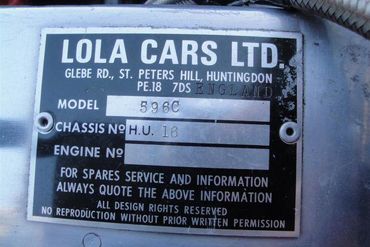 LOLA CARS LTD.
GLEBE RD., ST. PETERS HILL, HUNTINGDON
PE.18 7DS ENGLAND
MODEL 596C
CHASSIS Nº H.U. 16
ENGINE Nº
FOR SPARES SERVICE AND INFORMATION
ALWAYS QUOTE THE ABOVE INFORMATION
ALL DESIGN RIGHTS RESERVED
NO REPRODUCTION WITHOUT PRIOR WRITTEN PERMISSION